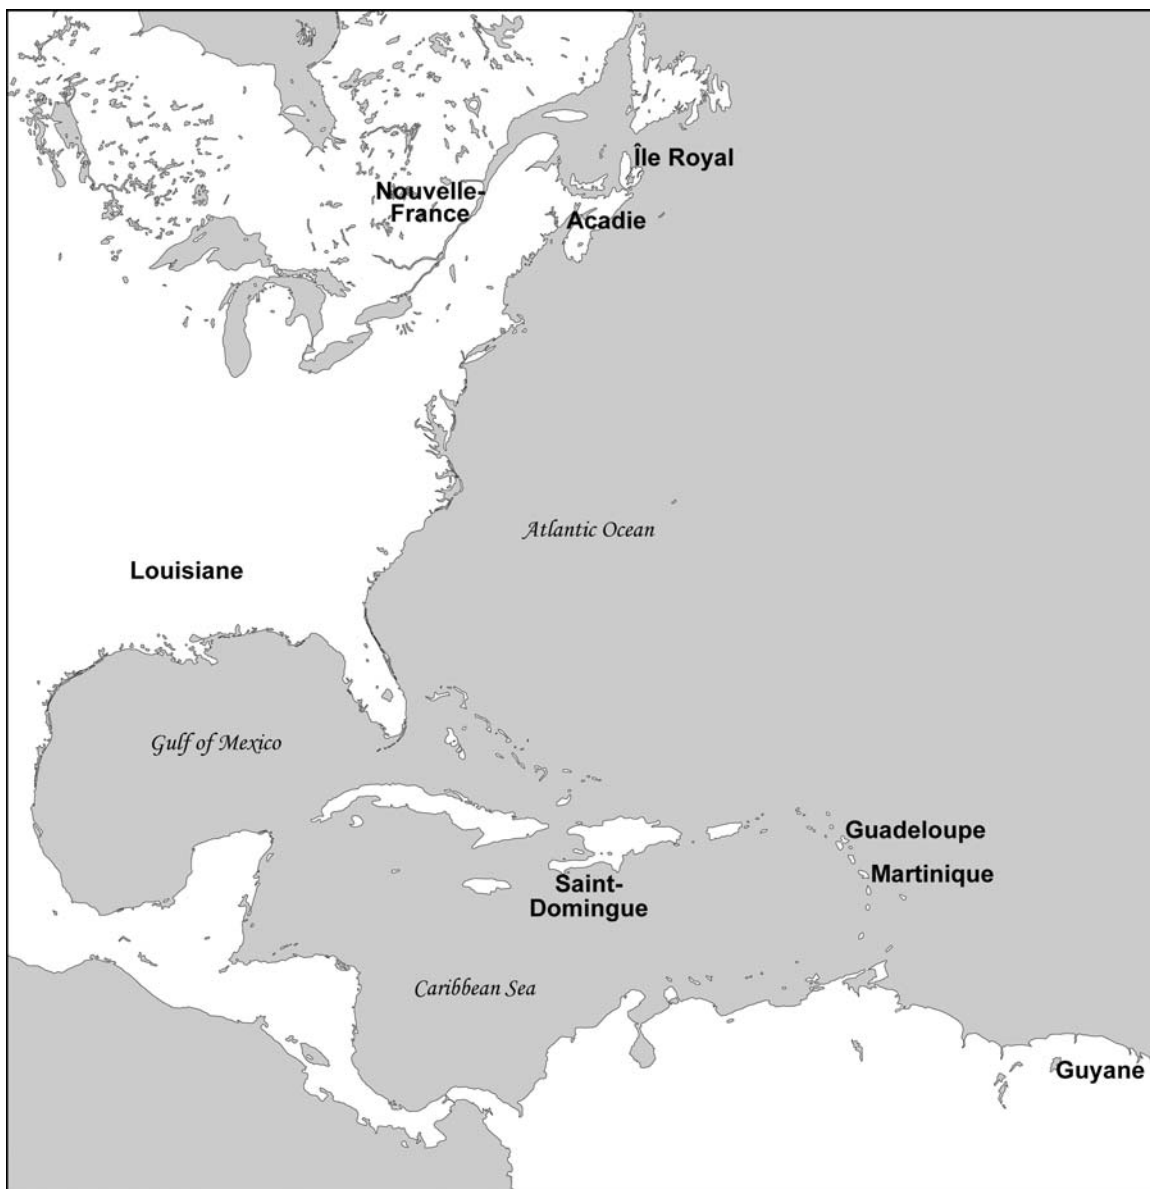 Île Royal
Nouvelle-
France
Acadie
Atlantic Ocean
Louisiane
Gulf of Mexico
Guadeloupe
Martinique
Saint-
Domingue
Caribbean Sea
Guyane